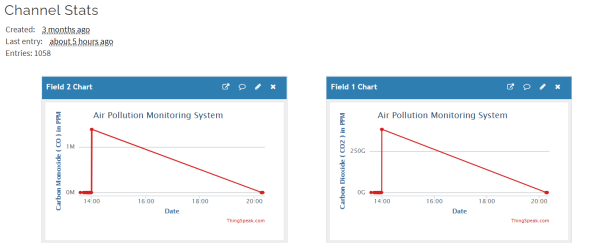 Channel Stats
Created: 3 months ago
Last entry: about 5 hours ago
Entries: 1058
Field 2 Chart
Air Pollution Monitoring System
Carbon Monoxide ( CO ) in PPM
1M
0M
14:00 16:00 18:00 20:00
Date
ThingSpeak.com
Field 1 Chart
Air Pollution Monitoring System
Carbon Dioxide ( CO2 ) in PPM
250G
0G
14:00 16:00 18:00 20:00
Date
ThingSpeak.com